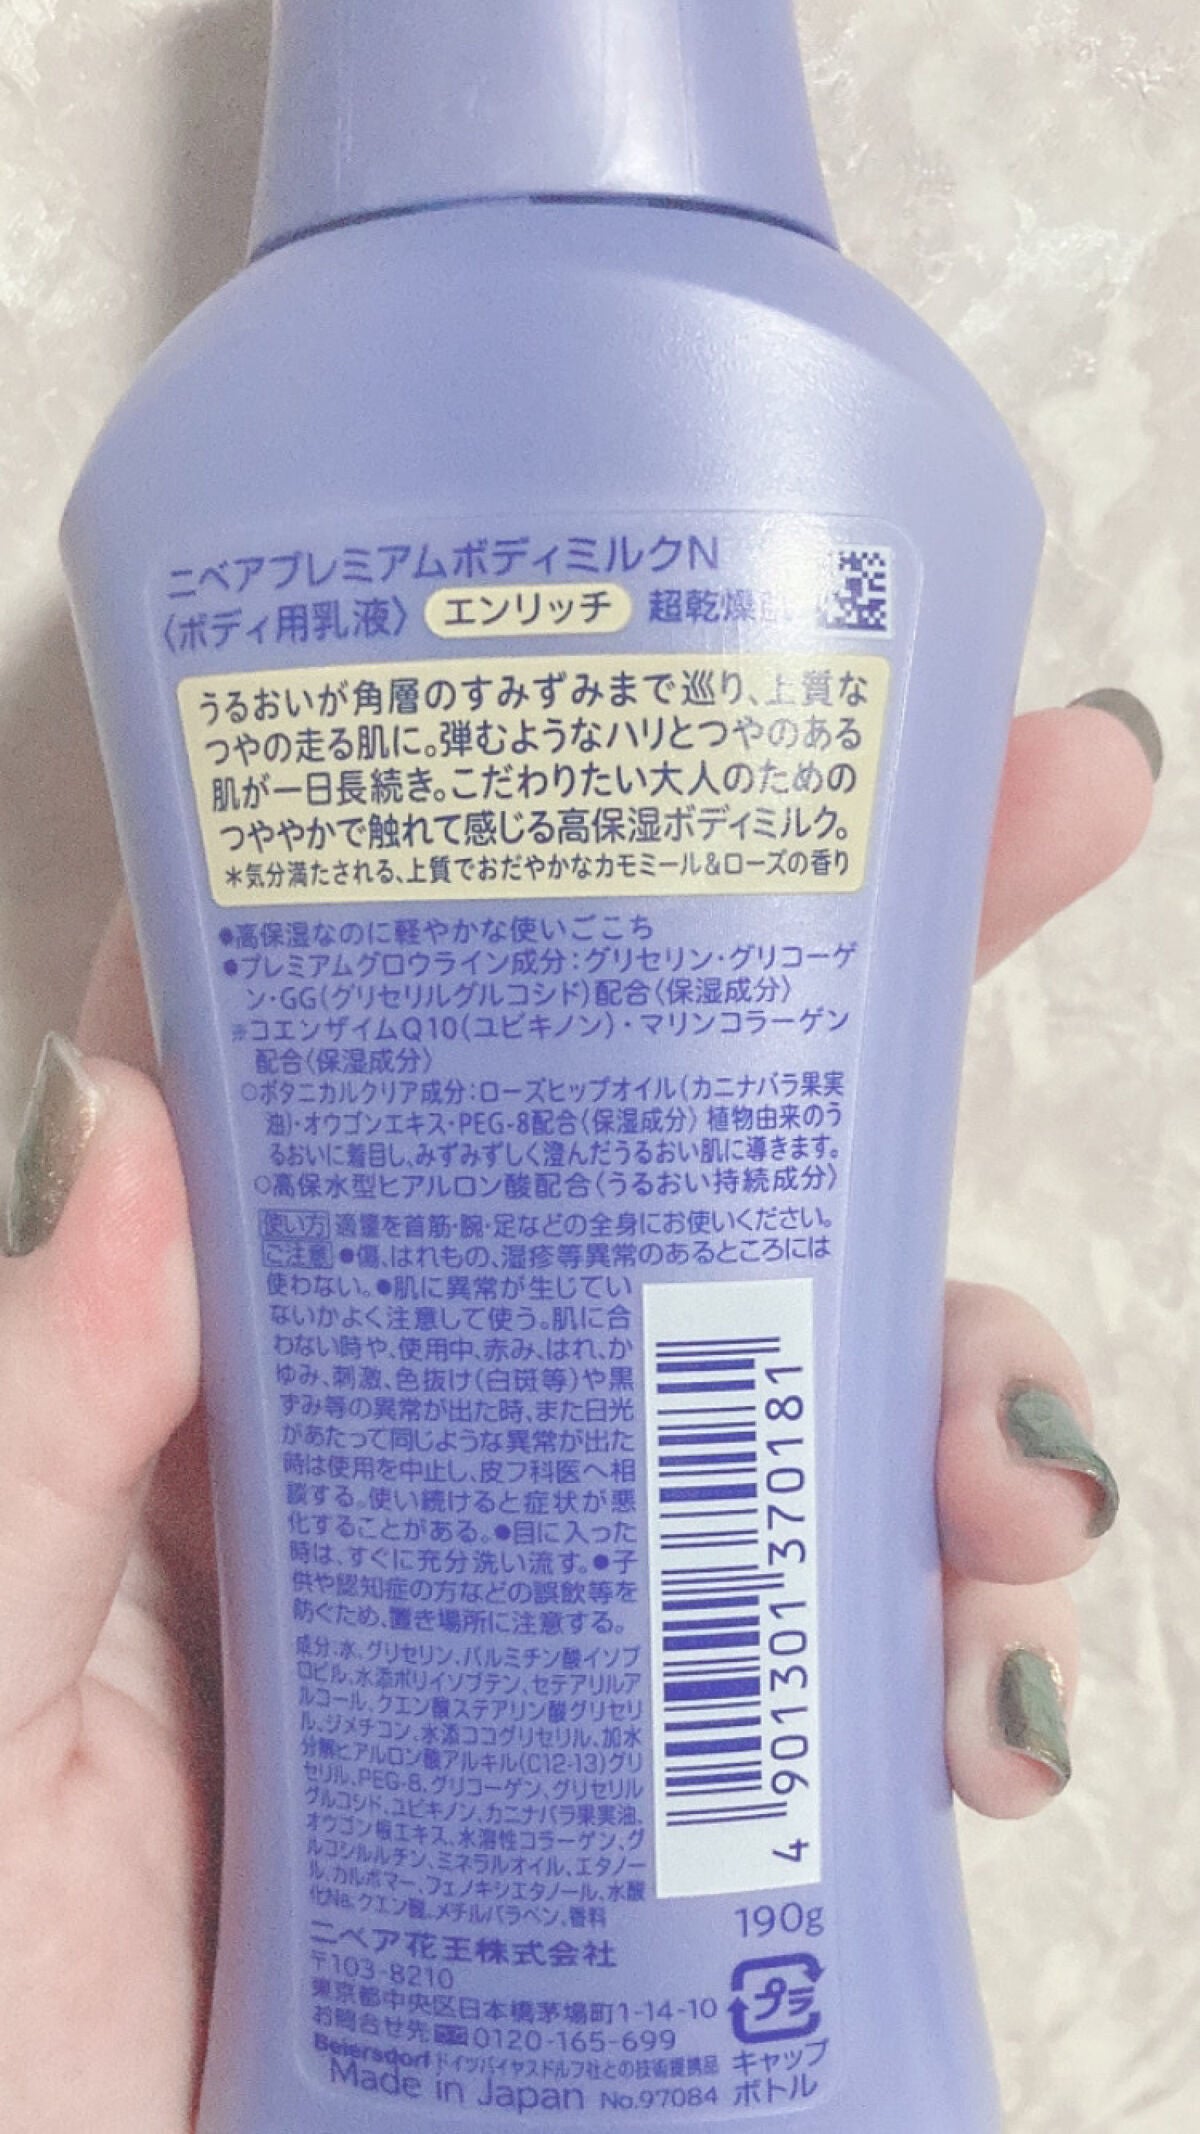 ニベアプレミアムボディミルクN
〈ボディ用乳液〉 エンリッチ 超乾燥
うるおいが角層のすみずみまで巡り、上質な
つやの走る肌に。弾むようなハリとつやのある
肌が一日長続き。こだわりたい大人のための
つややかで触れて感じる高保湿ボディミルク。
*気分満たされる、上質でおだやかなカモミール&ローズの香り
●高保湿なのに軽やかな使いごこち
●プレミアムグロウライン成分:グリセリン・グリコーゲ
ン・GG(グリセリルグルコシド)配合〈保湿成分〉
※コエンザイムQ10(ユビキノン)・マリンコラーゲン
配合〈保湿成分〉
○ボタニカルクリア成分:ローズヒップオイル(カニナバラ果実
油)・オウゴンエキス・PEG-8配合〈保湿成分〉 植物由来のう
るおいに着目し、みずみずしく澄んだうるおい肌に導きます。
○高保水型ヒアルロン酸配合〈うるおい持続成分〉
使い方 適量を首筋・腕・足などの全身にお使いください。
ご注意 ●傷、はれもの、湿疹等異常のあるところには
使わない。●肌に異常が生じてい
ないかよく注意して使う。肌に合
わない時や、使用中、赤み、はれ、か
ゆみ、刺激、色抜け(白斑等)や黒
ずみ等の異常が出た時、また日光
があたって同じような異常が出た
時は使用を中止し、皮フ科医へ相
談する。使い続けると症状が悪
化することがある。●目に入った
時は、すぐに充分洗い流す。●子
供や認知症の方などの誤飲等を
防ぐため、置き場所に注意する。
成分:水、グリセリン、パルミチン酸イソプ
ロピル、水添ポリイソブテン、セテアリルア
ルコール、クエン酸ステアリン酸グリセリ
ル、ジメチコン、水添ココグリセリル、加水
分解ヒアルロン酸アルキル(C12-13)グリ
セリル、PEG-8、グリコーゲン、グリセリル
グルコシド、ユビキノン、カニナバラ果実油、
オウゴン根エキス、水溶性コラーゲン、グ
ルコシルルチン、ミネラルオイル、エタノー
ル、カルボマー、フェノキシエタノール、水酸
化Na、クエン酸、メチルパラベン、香料
4 901301 370181
190g
ニベア花王株式会社
〒103-8210
東京都中央区日本橋茅場町1-14-10
お問合せ先 0120-165-699
Beiersdorf ドイツバイヤスドルフ社との技術提携品
Made in Japan No.97084
プラ
キャップ
ボトル